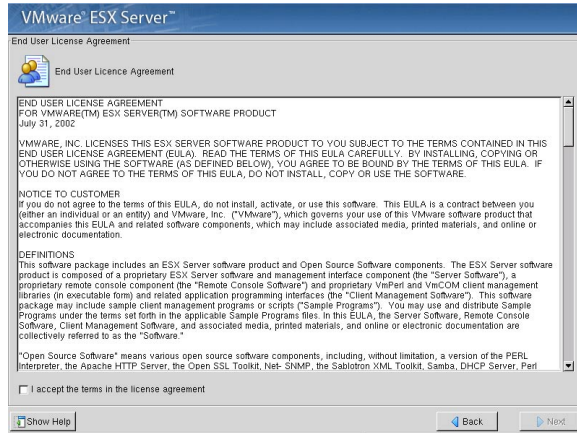 VMware® ESX Server™
End User License Agreement
End User Licence Agreement
END USER LICENSE AGREEMENT
FOR VMWARE(TM) ESX SERVER(TM) SOFTWARE PRODUCT
July 31, 2002
VMWARE, INC. LICENSES THIS ESX SERVER SOFTWARE PRODUCT TO YOU SUBJECT TO THE TERMS CONTAINED IN THIS
END USER LICENSE AGREEMENT (EULA).  READ THE TERMS OF THIS EULA CAREFULLY.  BY INSTALLING, COPYING OR
OTHERWISE USING THE SOFTWARE (AS DEFINED BELOW), YOU AGREE TO BE BOUND BY THE TERMS OF THIS EULA.  IF
YOU DO NOT AGREE TO THE TERMS OF THIS EULA, DO NOT INSTALL, COPY OR USE THE SOFTWARE.
NOTICE TO CUSTOMER
If you do not agree to the terms of this EULA, do not install, activate, or use this software.  This EULA is a contract between you
(either an individual or an entity) and VMware, Inc. ("VMware"), which governs your use of this VMware software product that
accompanies this EULA and related software components, which may include associated media, printed materials, and online or
electronic documentation.
DEFINITIONS
This software package includes an ESX Server software product and Open Source Software components.  The ESX Server software
product is composed of a proprietary ESX Server software and management interface component (the "Server Software"), a
proprietary remote console component (the "Remote Console Software") and proprietary VmPerl and VmCOM client management
libraries (in executable form) and related application programming interfaces (the "Client Management Software").  This software
package may include sample client management programs or scripts ("Sample Programs").  You may use and distribute Sample
Programs under the terms set forth in the applicable Sample Programs files. In this EULA, the Server Software, Remote Console
Software, Client Management Software, and associated media, printed materials, and online or electronic documentation are
collectively referred to as the "Software."
"Open Source Software" means various open source software components, including, without limitation, a version of the PERL
Interpreter, the Apache HTTP Server, the Open SSL Toolkit, Net- SNMP, the Sablotron XML Toolkit, Samba, DHCP Server, Perl
I accept the terms in the license agreement
Show Help
Back
Next